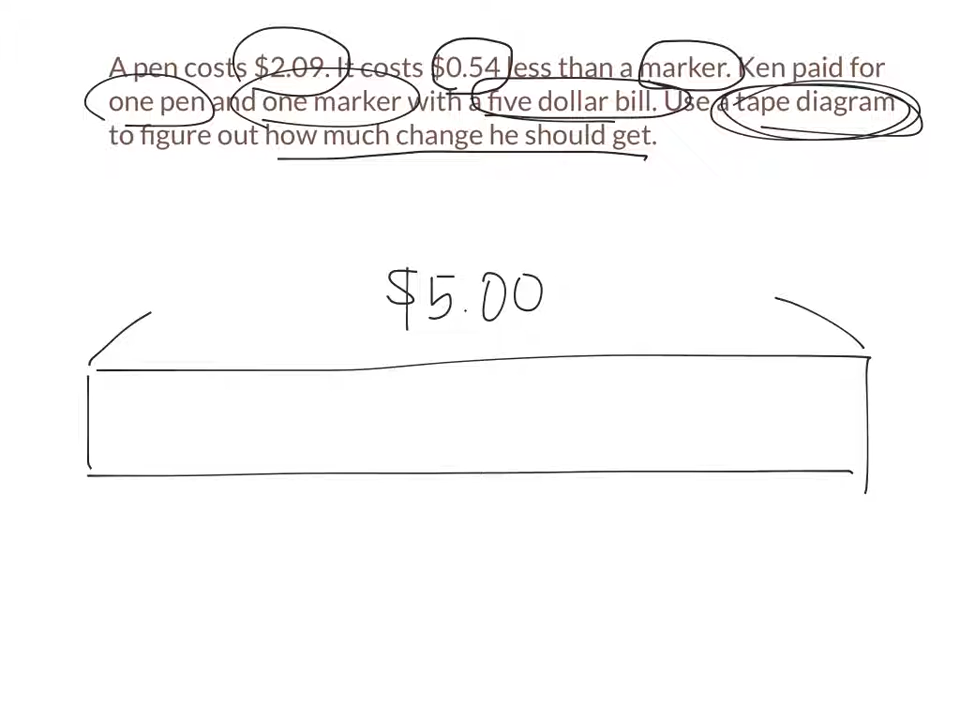 A pen costs $2.09. It costs $0.54 less than a marker. Ken paid for
one pen and one marker with a five dollar bill. Use a tape diagram
to figure out how much change he should get.
$5.00